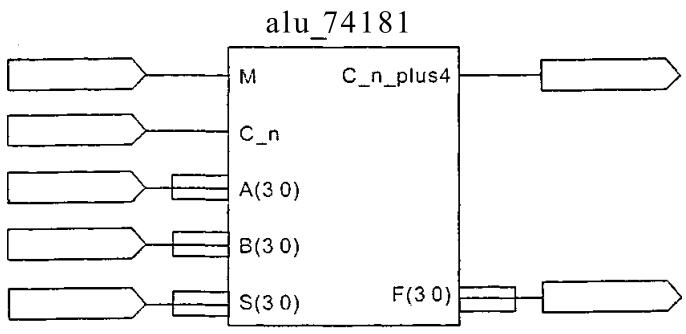 alu_74181
M
C_n_plus4
C_n
A(3 0)
B(3 0)
S(3 0)
F(3 0)